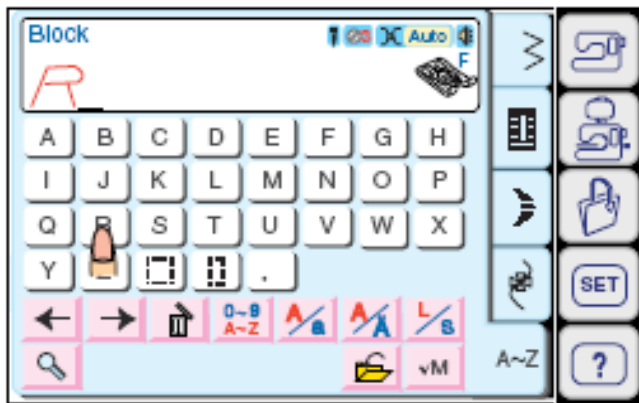 Block
Auto
F
R
A B C D E F G H
I J K L M N O P
Q R S T U V W X
Y .
0~9 A/a A/Ä L/s
A~Z
√M A~Z
SET
?